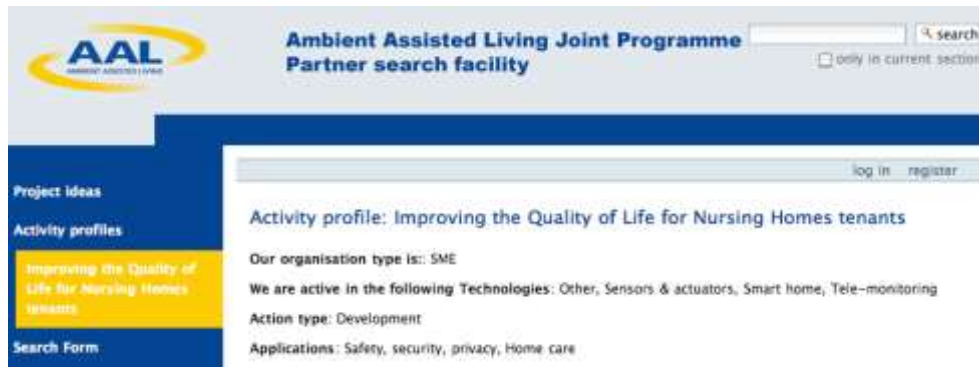 AAL
AMBIENT ASSISTED LIVING
Ambient Assisted Living Joint Programme
Partner search facility
search
only in current section
log in register
Project ideas
Activity profiles
Improving the Quality of
Life for Nursing Homes
tenants
Search Form
Activity profile: Improving the Quality of Life for Nursing Homes tenants
Our organisation type is:: SME
We are active in the following Technologies: Other, Sensors & actuators, Smart home, Tele-monitoring
Action type: Development
Applications: Safety, security, privacy, Home care